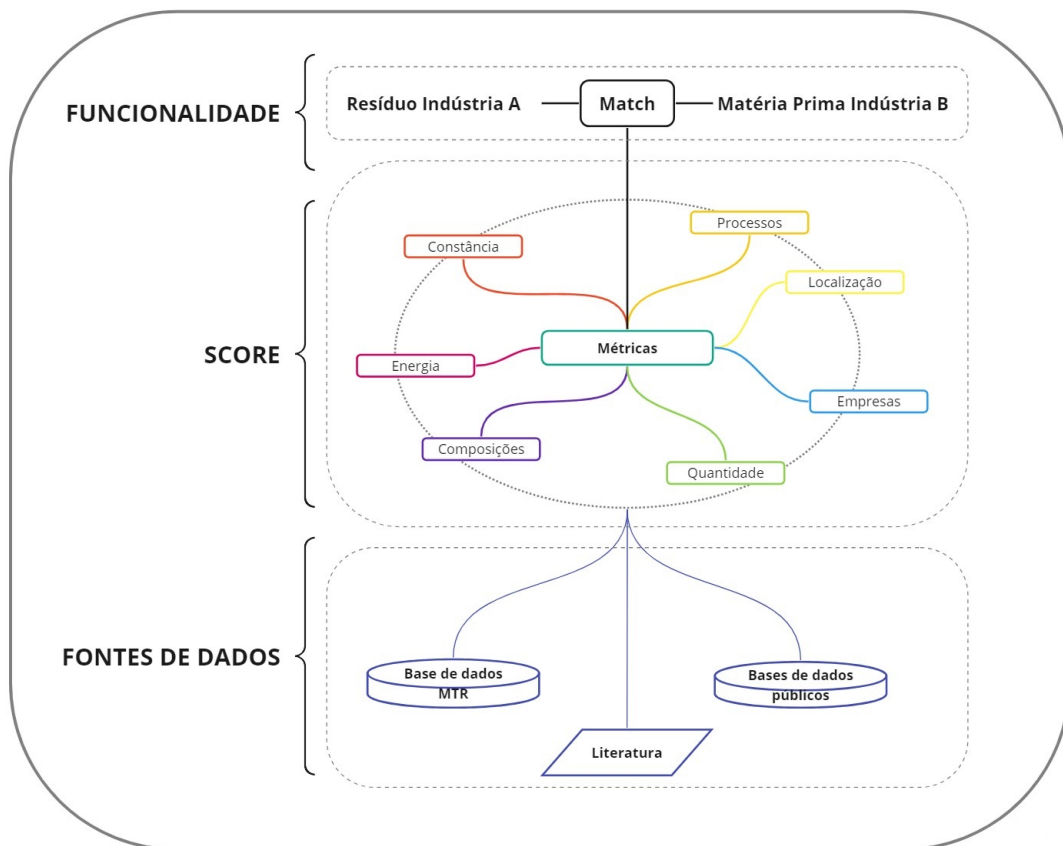 FUNCIONALIDADE
Resíduo Indústria A
Match
Matéria Prima Indústria B
SCORE
Constância
Processos
Localização
Métricas
Energia
Empresas
Composições
Quantidade
FONTES DE DADOS
Base de dados
MTR
Bases de dados
públicos
Literatura